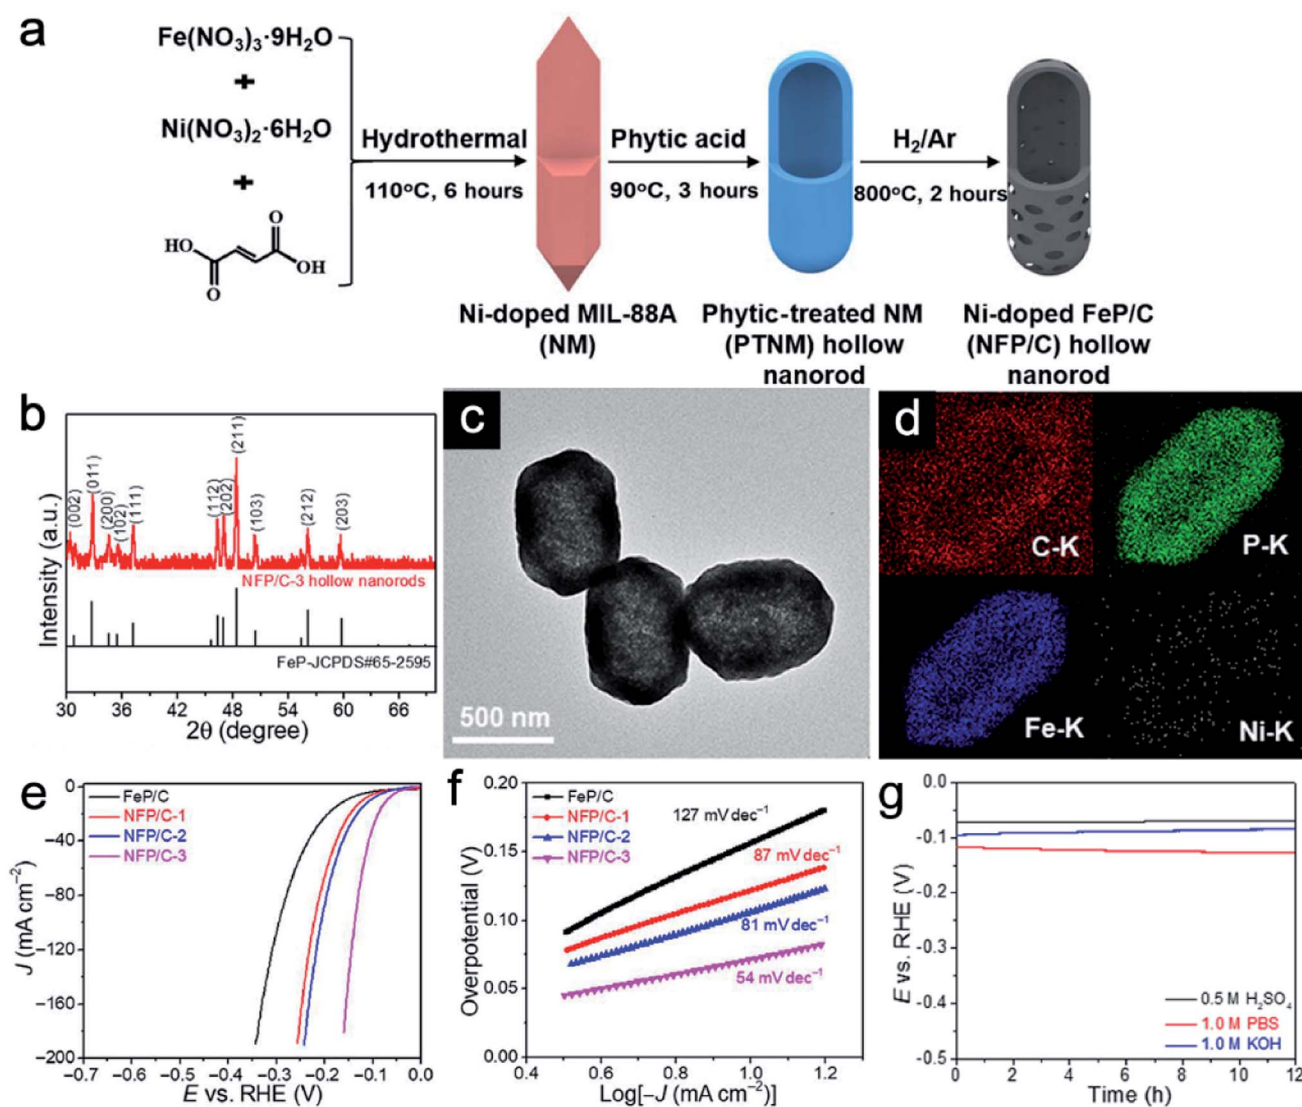 a
Fe(NO₃)₃·9H₂O
+
Ni(NO₃)₂·6H₂O
+
HO
O
O
OH
Hydrothermal
110°C, 6 hours
Phytic acid
90°C, 3 hours
H₂/Ar
800°C, 2 hours
Ni-doped MIL-88A
(NM)
Phytic-treated NM
(PTNM) hollow
nanorod
Ni-doped FeP/C
(NFP/C) hollow
nanorod
b
Intensity (a.u.)
(002)
(011)
(200)
(102)
(111)
(112)
(202)
(211)
(103)
(212)
(203)
NFP/C-3 hollow nanorods
FeP-JCPDS#65-2595
30 36 42 48 54 60 66
2θ (degree)
c
500 nm
d
C-K
P-K
Fe-K
Ni-K
e
FeP/C
NFP/C-1
NFP/C-2
NFP/C-3
J (mA cm⁻²)
0
−40
−80
−120
−160
−200
−0.7 −0.6 −0.5 −0.4 −0.3 −0.2 −0.1 0.0
E vs. RHE (V)
f
FeP/C
NFP/C-1
NFP/C-2
NFP/C-3
127 mV dec⁻¹
87 mV dec⁻¹
81 mV dec⁻¹
54 mV dec⁻¹
Overpotential (V)
0.20
0.15
0.10
0.05
0.00
0.4 0.6 0.8 1.0 1.2
Log[−J (mA cm⁻²)]
g
E vs. RHE (V)
0.0
−0.1
−0.2
−0.3
−0.4
−0.5
0.5 M H₂SO₄
1.0 M PBS
1.0 M KOH
0 2 4 6 8 10 12
Time (h)